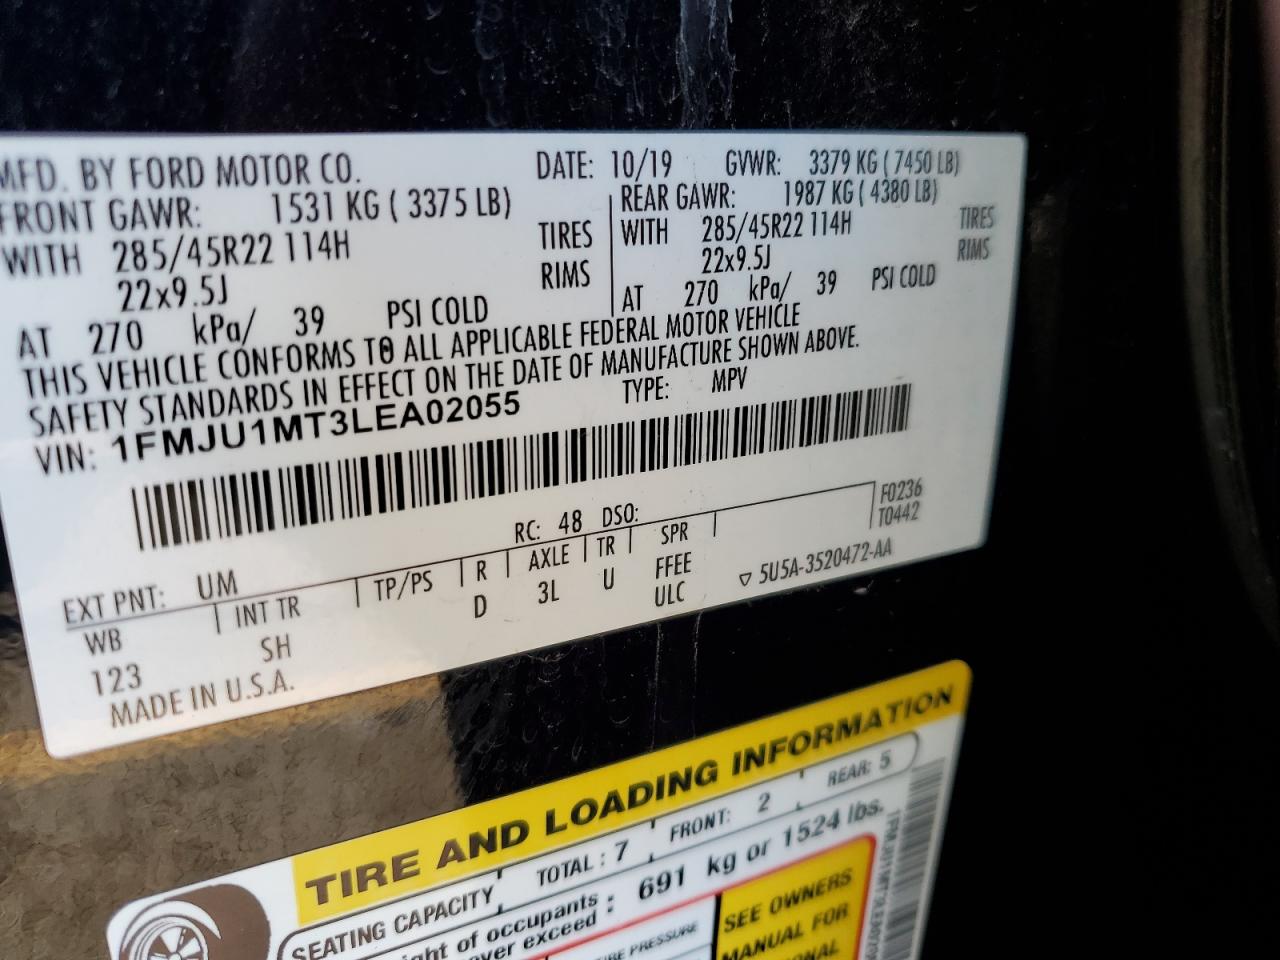 MFD. BY FORD MOTOR CO. DATE: 10/19 GVWR: 3379 KG ( 7450 LB)
FRONT GAWR: 1531 KG ( 3375 LB) REAR GAWR: 1987 KG ( 4380 LB)
WITH 285/45R22 114H TIRES WITH 285/45R22 114H TIRES
22x9.5J RIMS 22x9.5J RIMS
AT 270 kPa/ 39 PSI COLD AT 270 kPa/ 39 PSI COLD
THIS VEHICLE CONFORMS TO ALL APPLICABLE FEDERAL MOTOR VEHICLE
SAFETY STANDARDS IN EFFECT ON THE DATE OF MANUFACTURE SHOWN ABOVE.
VIN: 1FMJU1MT3LEA02055 TYPE: MPV
F0236
T0442
EXT PNT: UM RC: 48 DSO:
WB INT TR TP/PS R AXLE TR SPR
123 SH D 3L U FFEE
ULC
5U5A-3520472-AA
MADE IN U.S.A.
TIRE AND LOADING INFORMATION
SEATING CAPACITY TOTAL : 7 FRONT: 2 REAR: 5
of occupants : 691 kg or 1524 lbs.
exceed :
PRESSURE
SEE OWNERS
MANUAL FOR